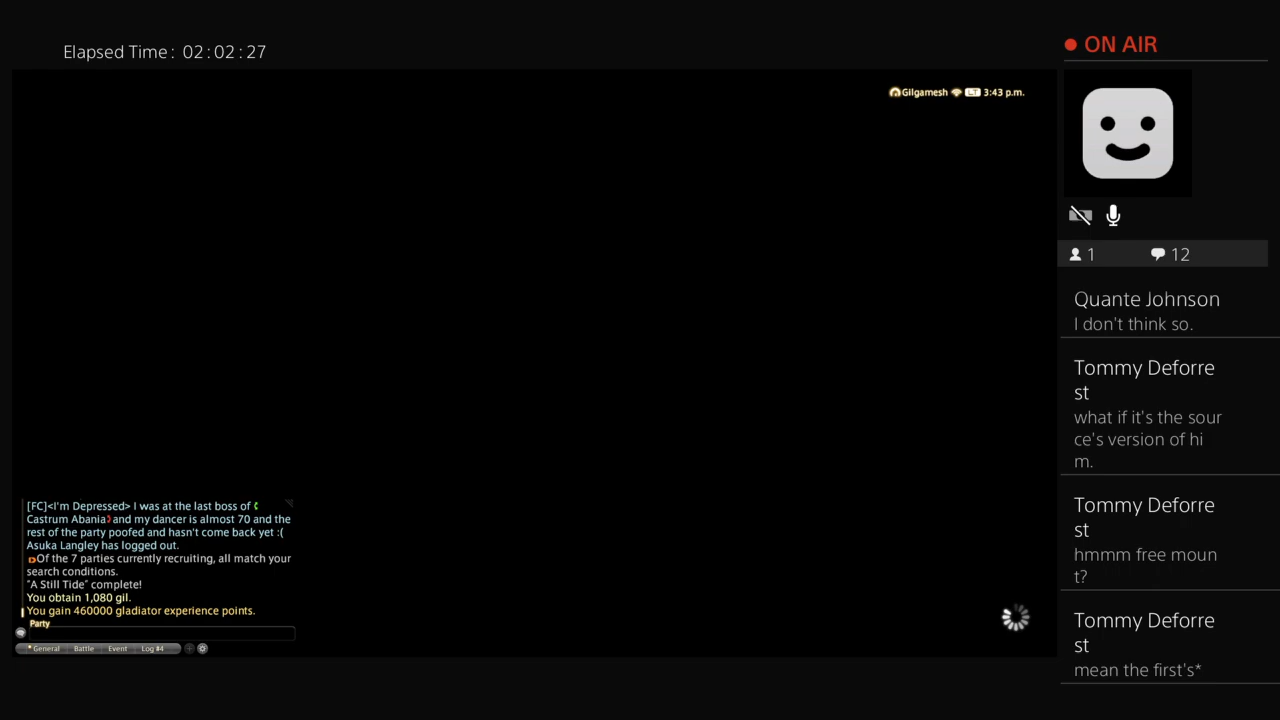 Elapsed Time: 02:02:27
ON AIR
Gilgamesh LT 3:43 p.m.
1 12
Quante Johnson
I don't think so.
Tommy Deforre
st
what if it's the sour
ce's version of hi
m.
Tommy Deforre
st
hmmm free moun
t?
Tommy Deforre
st
mean the first's*
[FC]<I'm Depressed> I was at the last boss of
Castrum Abania and my dancer is almost 70 and the
rest of the party poofed and hasn't come back yet :(
Asuka Langley has logged out.
Of the 7 parties currently recruiting, all match your
search conditions.
"A Still Tide" complete!
You obtain 1,080 gil.
You gain 460000 gladiator experience points.
Party
General Battle Event Log #4